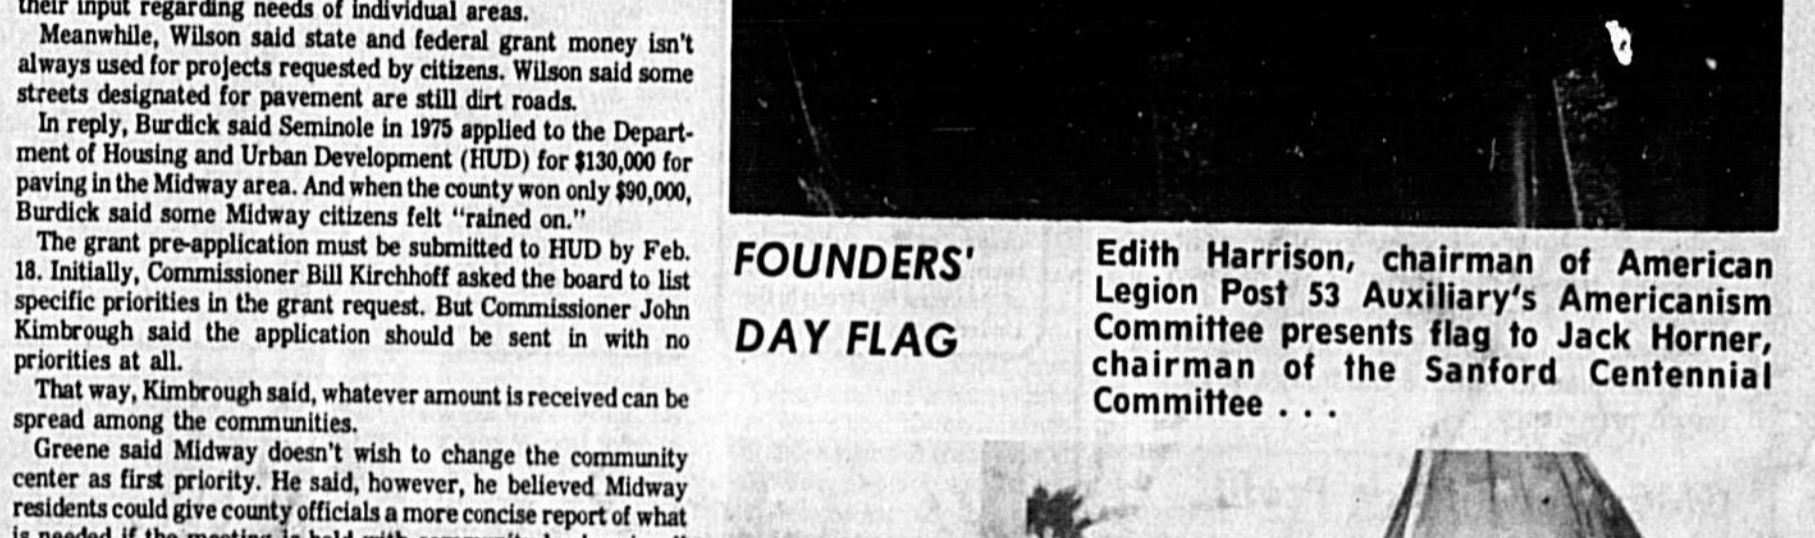 their input regarding needs of individual areas.
Meanwhile, Wilson said state and federal grant money isn't
always used for projects requested by citizens. Wilson said some
streets designated for pavement are still dirt roads.
In reply, Burdick said Seminole in 1975 applied to the Depart-
ment of Housing and Urban Development (HUD) for $130,000 for
paving in the Midway area. And when the county won only $90,000,
Burdick said some Midway citizens felt "rained on."
The grant pre-application must be submitted to HUD by Feb.
18. Initially, Commissioner Bill Kirchhoff asked the board to list
specific priorities in the grant request. But Commissioner John
Kimbrough said the application should be sent in with no
priorities at all.
That way, Kimbrough said, whatever amount is received can be
spread among the communities.
Greene said Midway doesn't wish to change the community
center as first priority. He said, however, he believed Midway
residents could give county officials a more concise report of what
is needed if the meeting is held with
FOUNDERS'
DAY FLAG
Edith Harrison, chairman of American
Legion Post 53 Auxiliary's Americanism
Committee presents flag to Jack Horner,
chairman of the Sanford Centennial
Committee . . .